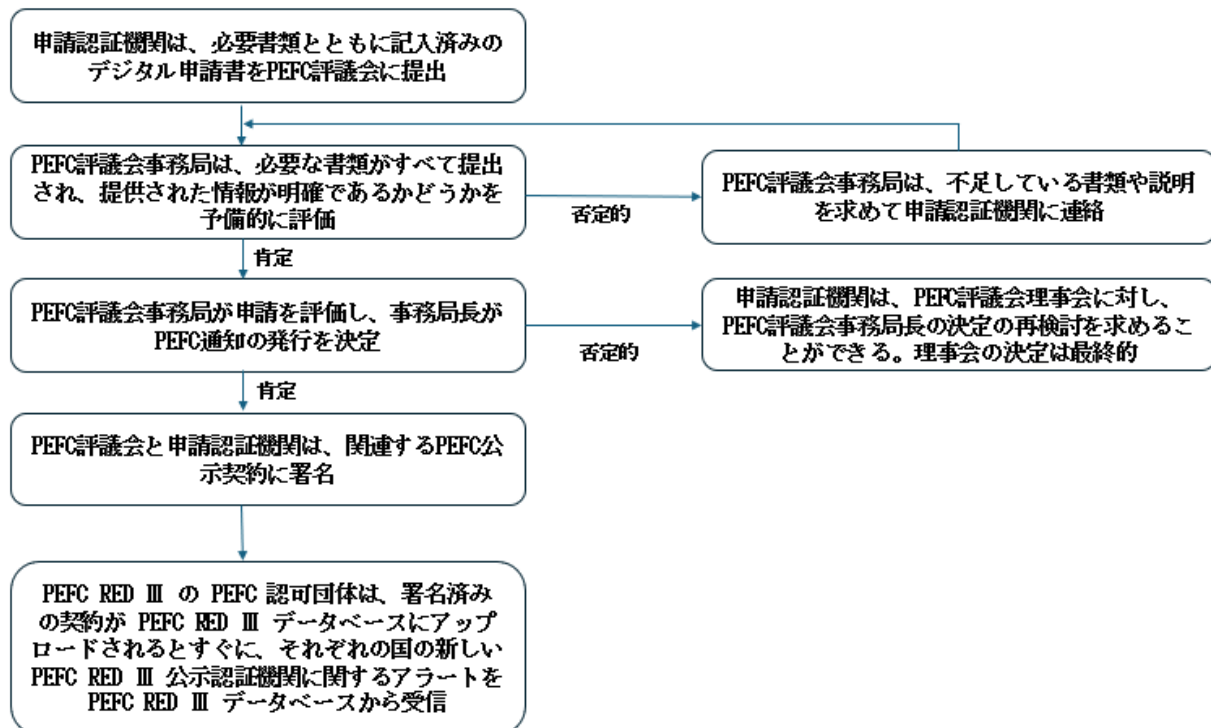 申請認証機関は、必要書類とともに記入済みの
デジタル申請書をPEFC評議会に提出
PEFC評議会事務局は、必要な書類がすべて提出
され、提供された情報が明確であるかどうかを
予備的に評価
否定的
PEFC評議会事務局は、不足している書類や説明
を求めて申請認証機関に連絡
肯定
PEFC評議会事務局が申請を評価し、事務局長が
PEFC通知の発行を決定
否定的
申請認証機関は、PEFC評議会理事会に対し、
PEFC評議会事務局長の決定の再検討を求めるこ
とができる。理事会の決定は最終的
肯定
PEFC評議会と申請認証機関は、関連するPEFC公
示契約に署名
PEFC RED Ⅲ の PEFC 認可団体は、署名済み
の契約が PEFC RED Ⅲ データベースにアップ
ロードされるとすぐに、それぞれの国の新しい
PEFC RED Ⅲ 公示認証機関に関するアラートを
PEFC RED Ⅲ データベースから受信